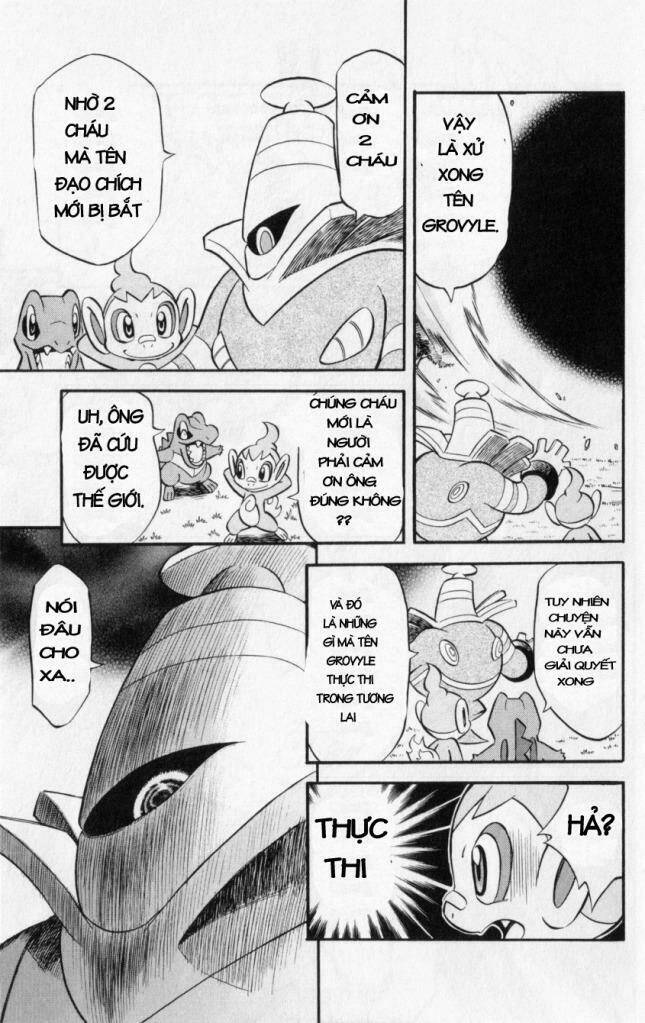 VẬY
LÀ XỬ
XONG
TÊN
GROVYLE.
CẢM
ƠN
2
CHÁU
NHỜ 2
CHÁU
MÀ TÊN
ĐẠO CHÍCH
MỚI BỊ BẮT
CHÚNG CHÁU
MỚI LÀ
NGƯỜI
PHẢI CẢM
ƠN ÔNG
ĐÚNG KHÔNG
??
UH, ÔNG
ĐÃ CỨU
ĐƯỢC
THẾ GIỚI.
TUY NHIÊN
CHUYỆN
NÀY VẪN
CHƯA
GIẢI QUYẾT
XONG
VÀ ĐÓ
LÀ NHỮNG
GÌ MÀ TÊN
GROVYLE
THỰC THI
TRONG TƯƠNG
LAI
HẢ?
THỰC
THI
NÓI
ĐÂU
CHO
XA..